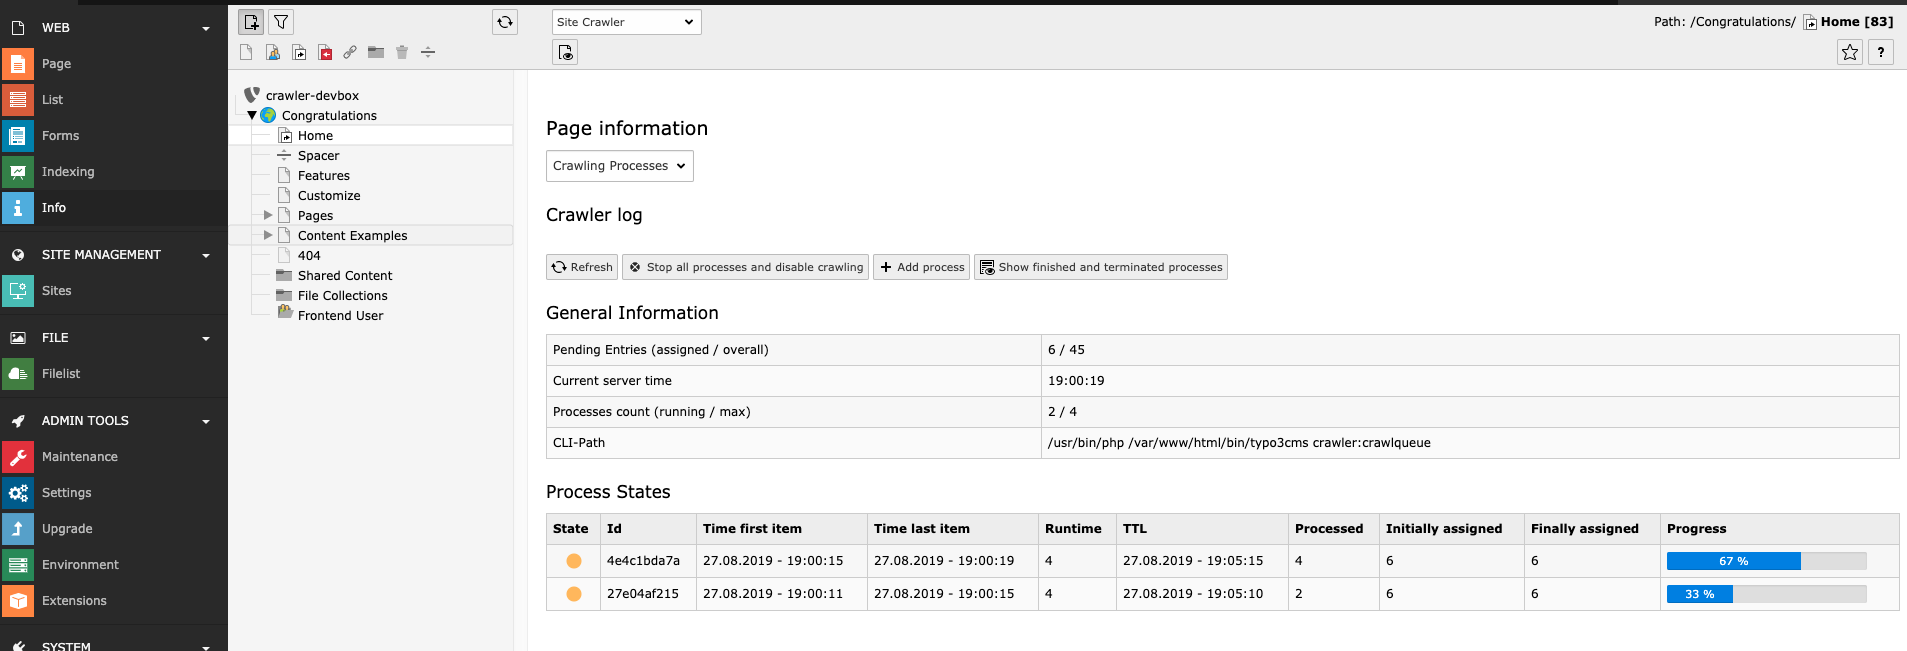 WEB
Page
List
Forms
Indexing
Info
SITE MANAGEMENT
Sites
FILE
Filelist
ADMIN TOOLS
Maintenance
Settings
Upgrade
Environment
Extensions
SYSTEM
crawler-devbox
Congratulations
Home
Spacer
Features
Customize
Pages
Content Examples
404
Shared Content
File Collections
Frontend User
Site Crawler
Path: /Congratulations/ Home [83]
?
Page information
Crawling Processes
Crawler log
Refresh Stop all processes and disable crawling Add process Show finished and terminated processes
General Information
Pending Entries (assigned / overall) 6 / 45
Current server time 19:00:19
Processes count (running / max) 2 / 4
CLI-Path /usr/bin/php /var/www/html/bin/typo3cms crawler:crawlqueue
Process States
State Id Time first item Time last item Runtime TTL Processed Initially assigned Finally assigned Progress
4e4c1bda7a 27.08.2019 - 19:00:15 27.08.2019 - 19:00:19 4 27.08.2019 - 19:05:15 4 6 6 67 %
27e04af215 27.08.2019 - 19:00:11 27.08.2019 - 19:00:15 4 27.08.2019 - 19:05:10 2 6 6 33 %